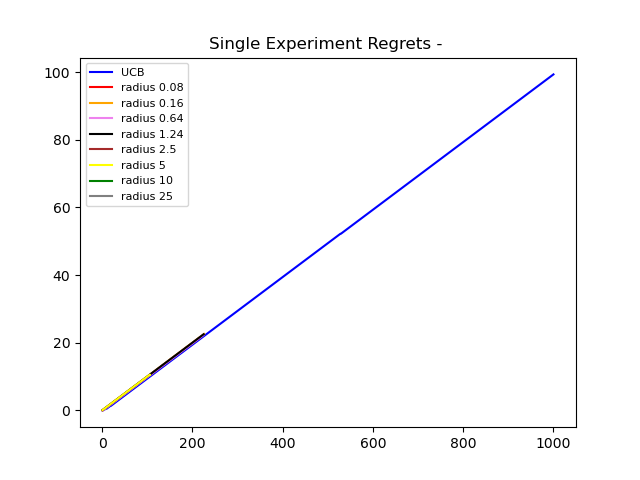 Single Experiment Regrets -
UCB
radius 0.08
radius 0.16
radius 0.64
radius 1.24
radius 2.5
radius 5
radius 10
radius 25
100
80
60
40
20
0
0 200 400 600 800 1000